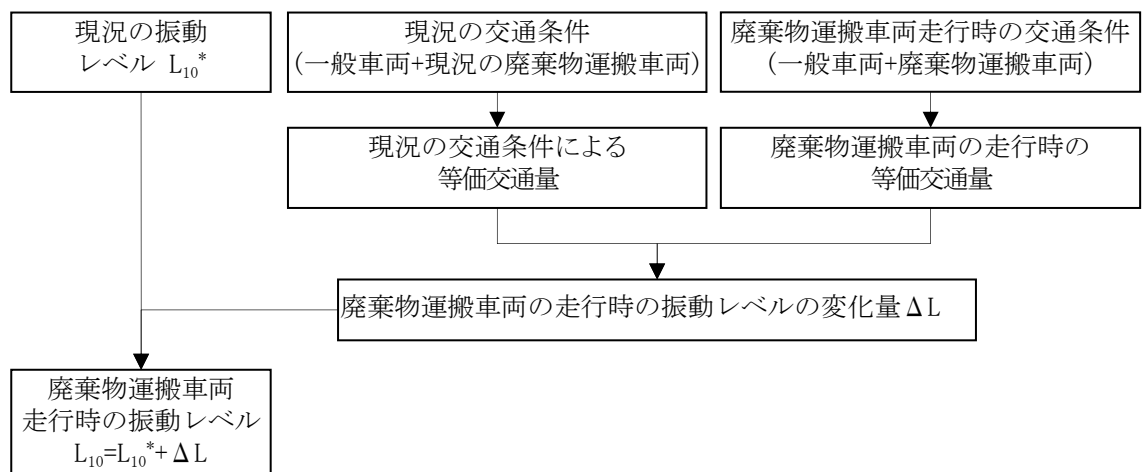 現況の振動
レベル L₁₀*
現況の交通条件
(一般車両+現況の廃棄物運搬車両)
廃棄物運搬車両走行時の交通条件
(一般車両+廃棄物運搬車両)
現況の交通条件による
等価交通量
廃棄物運搬車両の走行時の
等価交通量
廃棄物運搬車両の走行時の振動レベルの変化量ΔL
廃棄物運搬車両
走行時の振動レベル
L₁₀=L₁₀*+ΔL